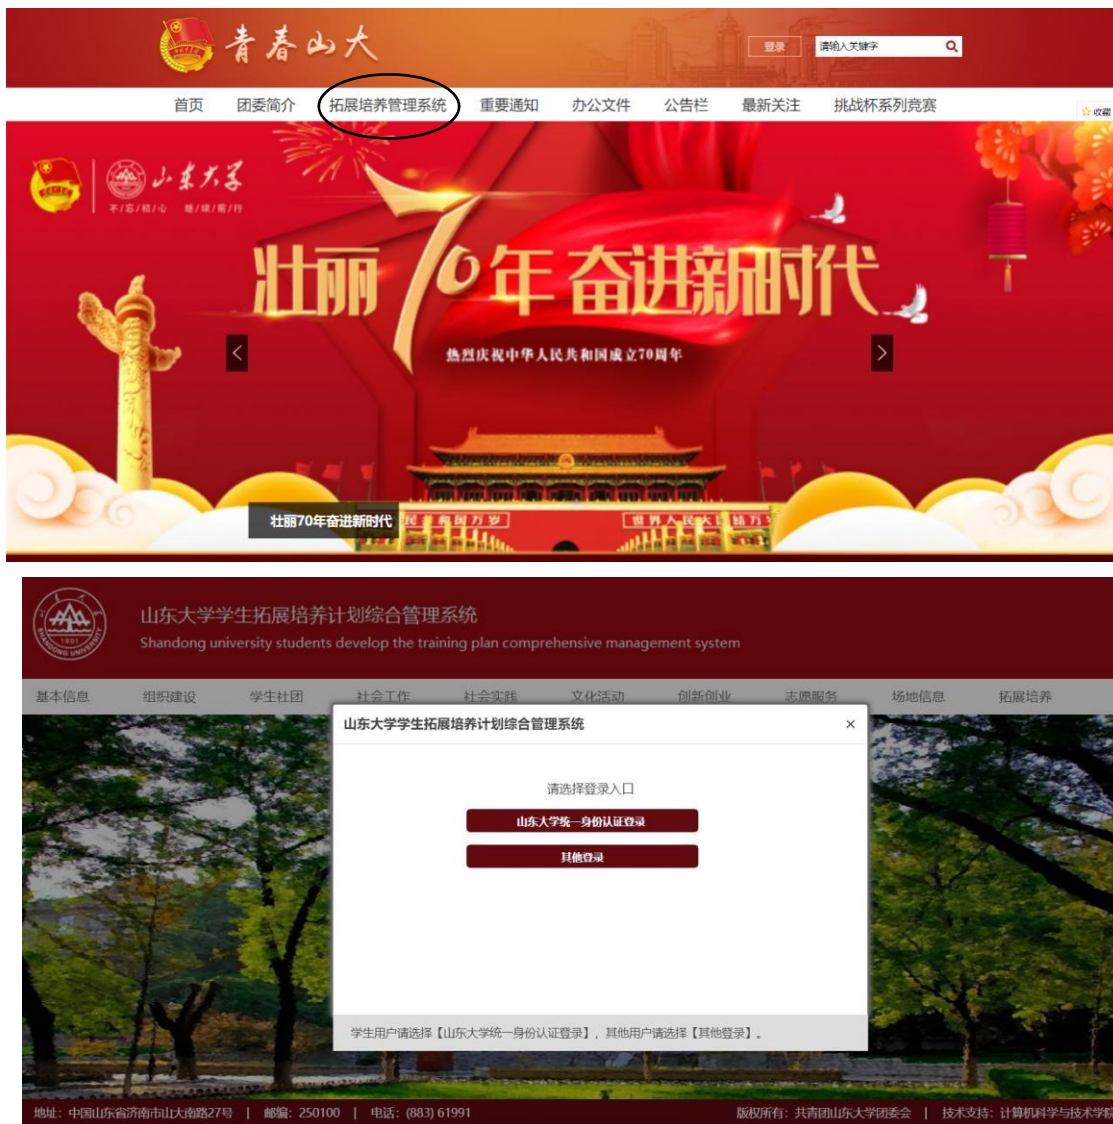 青春山大
登录 请输入关键字
首页 团委简介 拓展培养管理系统 重要通知 办公文件 公告栏 最新关注 挑战杯系列竞赛
收藏
山东大学
不/忘/初/心 继/续/前/行
壮丽70年 奋进新时代
热烈庆祝中华人民共和国成立70周年
壮丽70年奋进新时代
山东大学学生拓展培养计划综合管理系统
Shandong university students develop the training plan comprehensive management system
1901
SHANDONG UNIVERSITY
基本信息 组织建设 学生社团 社会工作 社会实践 文化活动 创新创业 志愿服务 场地信息 拓展培养
山东大学学生拓展培养计划综合管理系统 ×
请选择登录入口
山东大学统一身份认证登录
其他登录
学生用户请选择【山东大学统一身份认证登录】，其他用户请选择【其他登录】。
地址：中国山东省济南市山大南路27号 | 邮编：250100 | 电话：(883) 61991 版权所有：共青团山东大学团委会 | 技术支持：计算机科学与技术学院